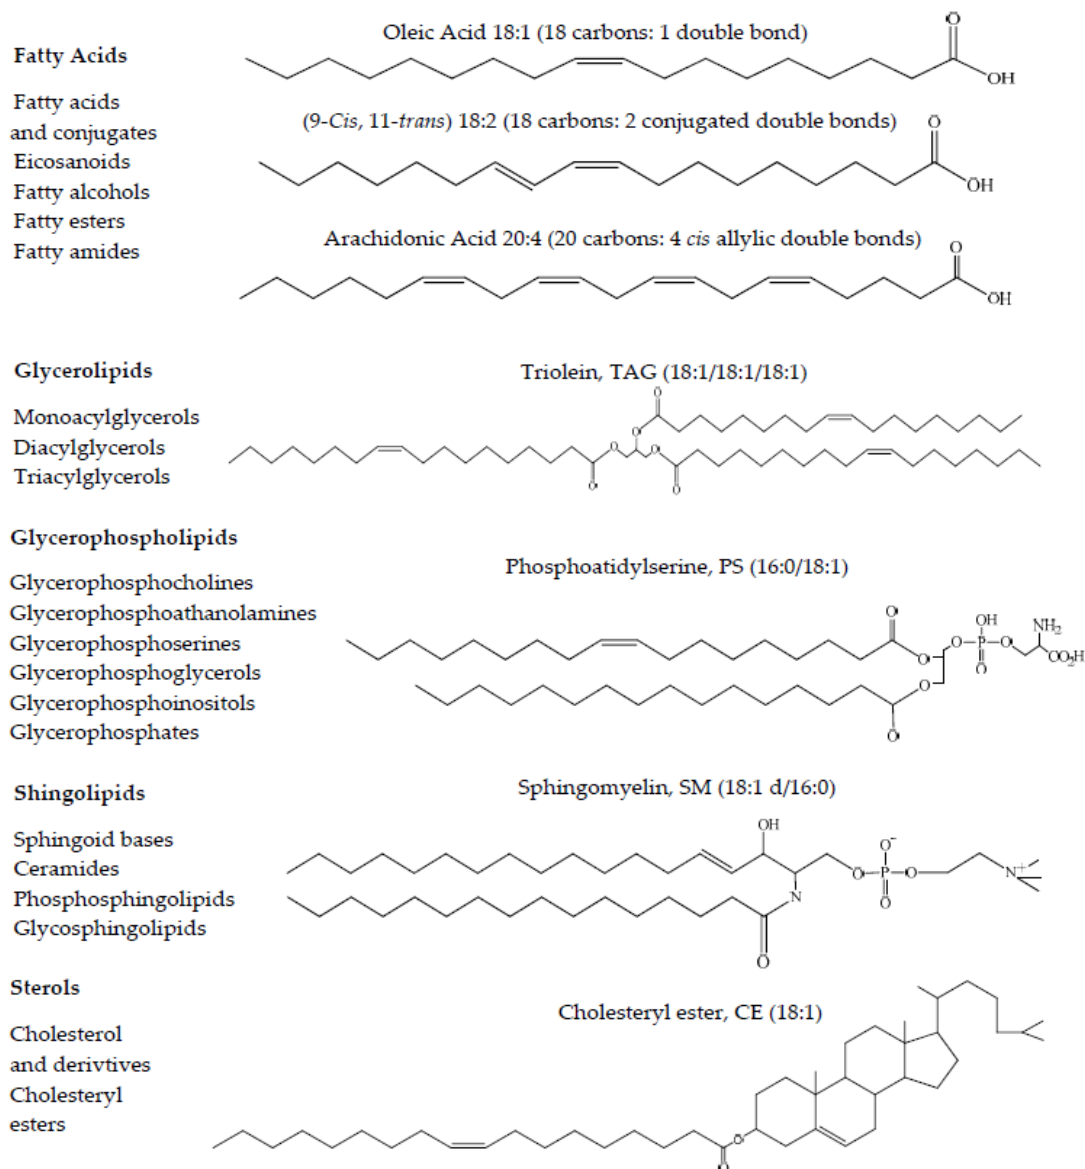 Fatty Acids
Fatty acids
and conjugates
Eicosanoids
Fatty alcohols
Fatty esters
Fatty amides
Oleic Acid 18:1 (18 carbons: 1 double bond)
O
OH
(9-Cis, 11-trans) 18:2 (18 carbons: 2 conjugated double bonds)
O
OH
Arachidonic Acid 20:4 (20 carbons: 4 cis allylic double bonds)
O
OH
Glycerolipids
Monoacylglycerols
Diacylglycerols
Triacylglycerols
Triolein, TAG (18:1/18:1/18:1)
O
O
O
O
O
O
Glycerophospholipids
Glycerophosphocholines
Glycerophosphoathanolamines
Glycerophosphoserines
Glycerophosphoglycerols
Glycerophosphoinositols
Glycerophosphates
Phosphoatidylserine, PS (16:0/18:1)
O
OH
NH2
O–P–O
CO2H
O
O
O
O
Shingolipids
Sphingoid bases
Ceramides
Phosphosphingolipids
Glycosphingolipids
Sphingomyelin, SM (18:1 d/16:0)
OH
O-
O–P–O
N+
O
N
O
Sterols
Cholesterol
and derivtives
Cholesteryl
esters
Cholesteryl ester, CE (18:1)
O
O